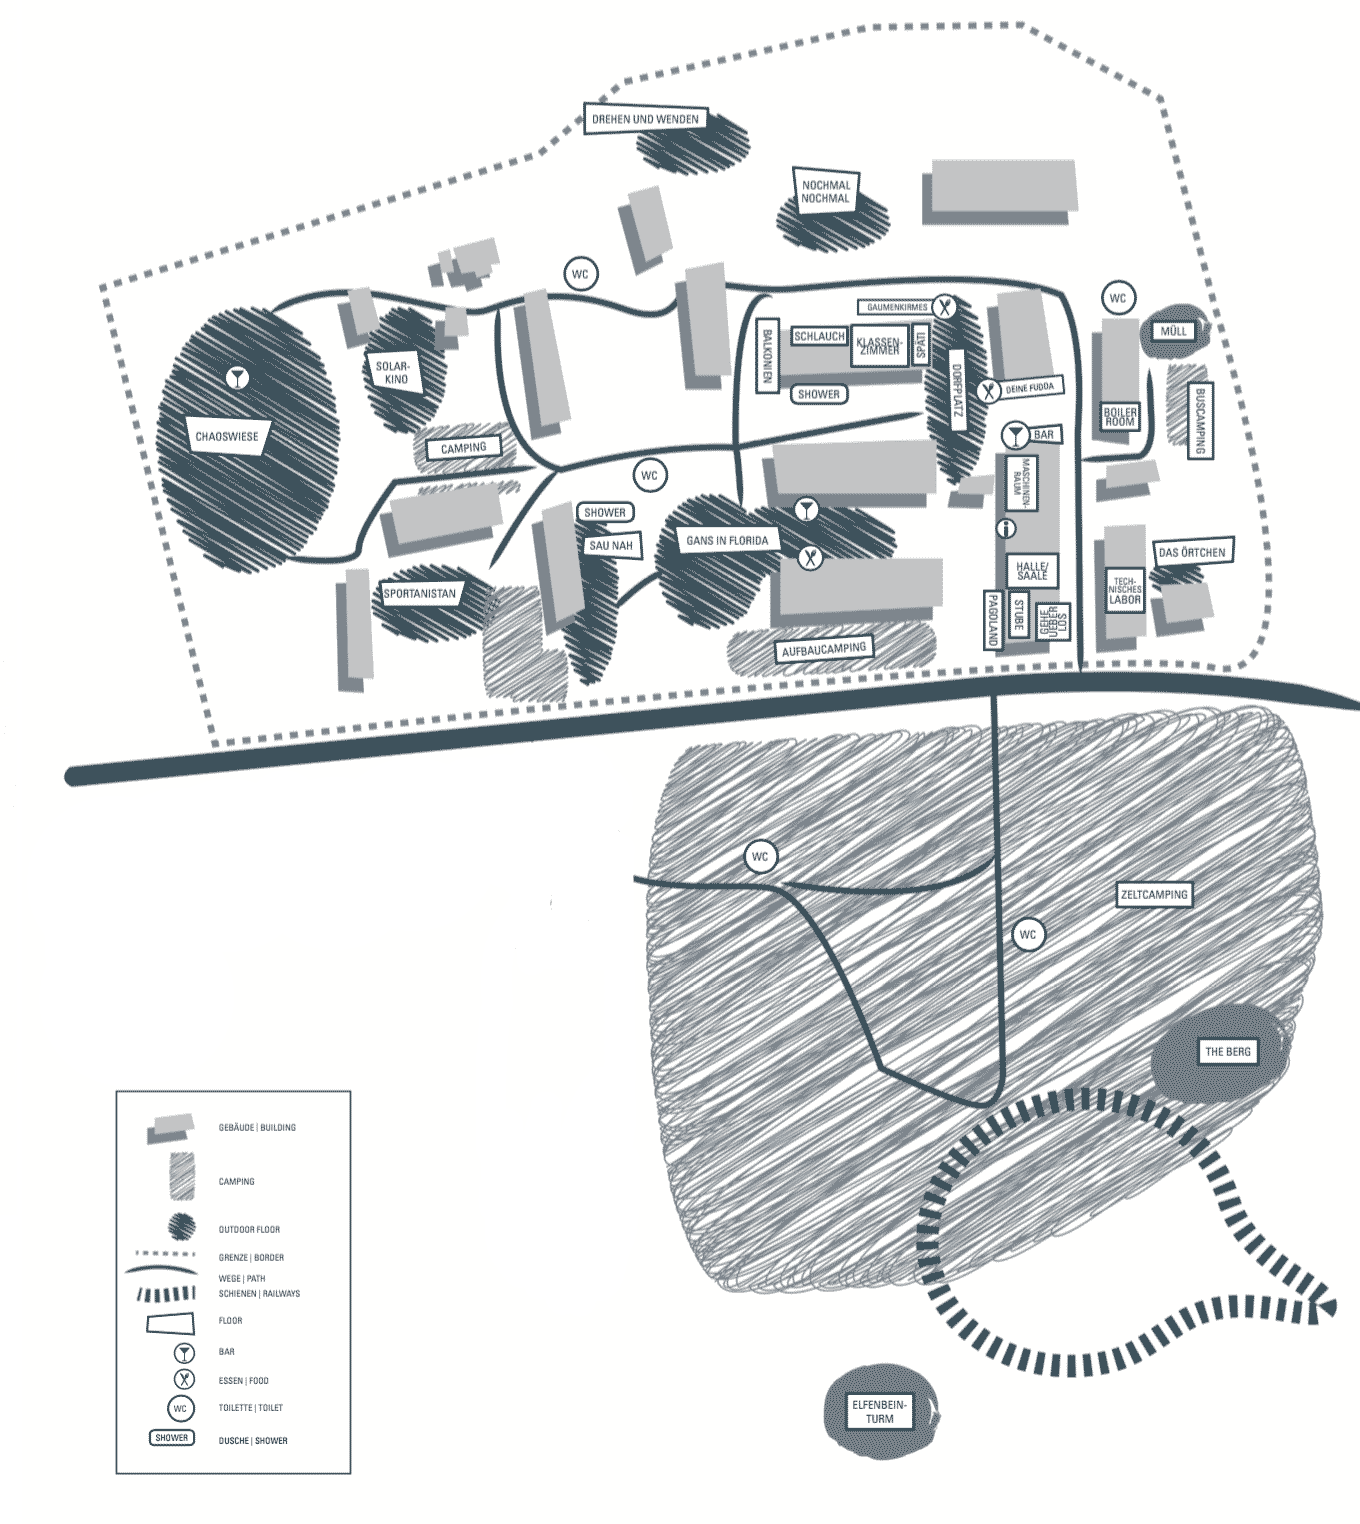 DREHEN UND WENDEN
NOCHMAL
NOCHMAL
WC
WC
GAUMENKIRMES
MÜLL
BALKONIEN
SCHLAUCH
KLASSEN-
ZIMMER
SPÄTI
SOLAR-
KINO
DORFPLATZ
DEINE FUDDA
SHOWER
BUSCAMPING
BOILER
ROOM
CHAOSWIESE
CAMPING
BAR
WC
MASCHINEN-
RAUM
SHOWER
SAU NAH
GANS IN FLORIDA
DAS ÖRTCHEN
HALLE/
SAALE
TECH-
NISCHES
LABOR
SPORTANISTAN
PAGOLAND
STUBE
GEHE
UEBER
LOS
AUFBAUCAMPING
WC
ZELTCAMPING
WC
THE BERG
GEBÄUDE | BUILDING
CAMPING
OUTDOOR FLOOR
GRENZE | BORDER
WEGE | PATH
SCHIENEN | RAILWAYS
FLOOR
BAR
ESSEN | FOOD
WC
TOILETTE | TOILET
SHOWER
DUSCHE | SHOWER
ELFENBEIN-
TURM